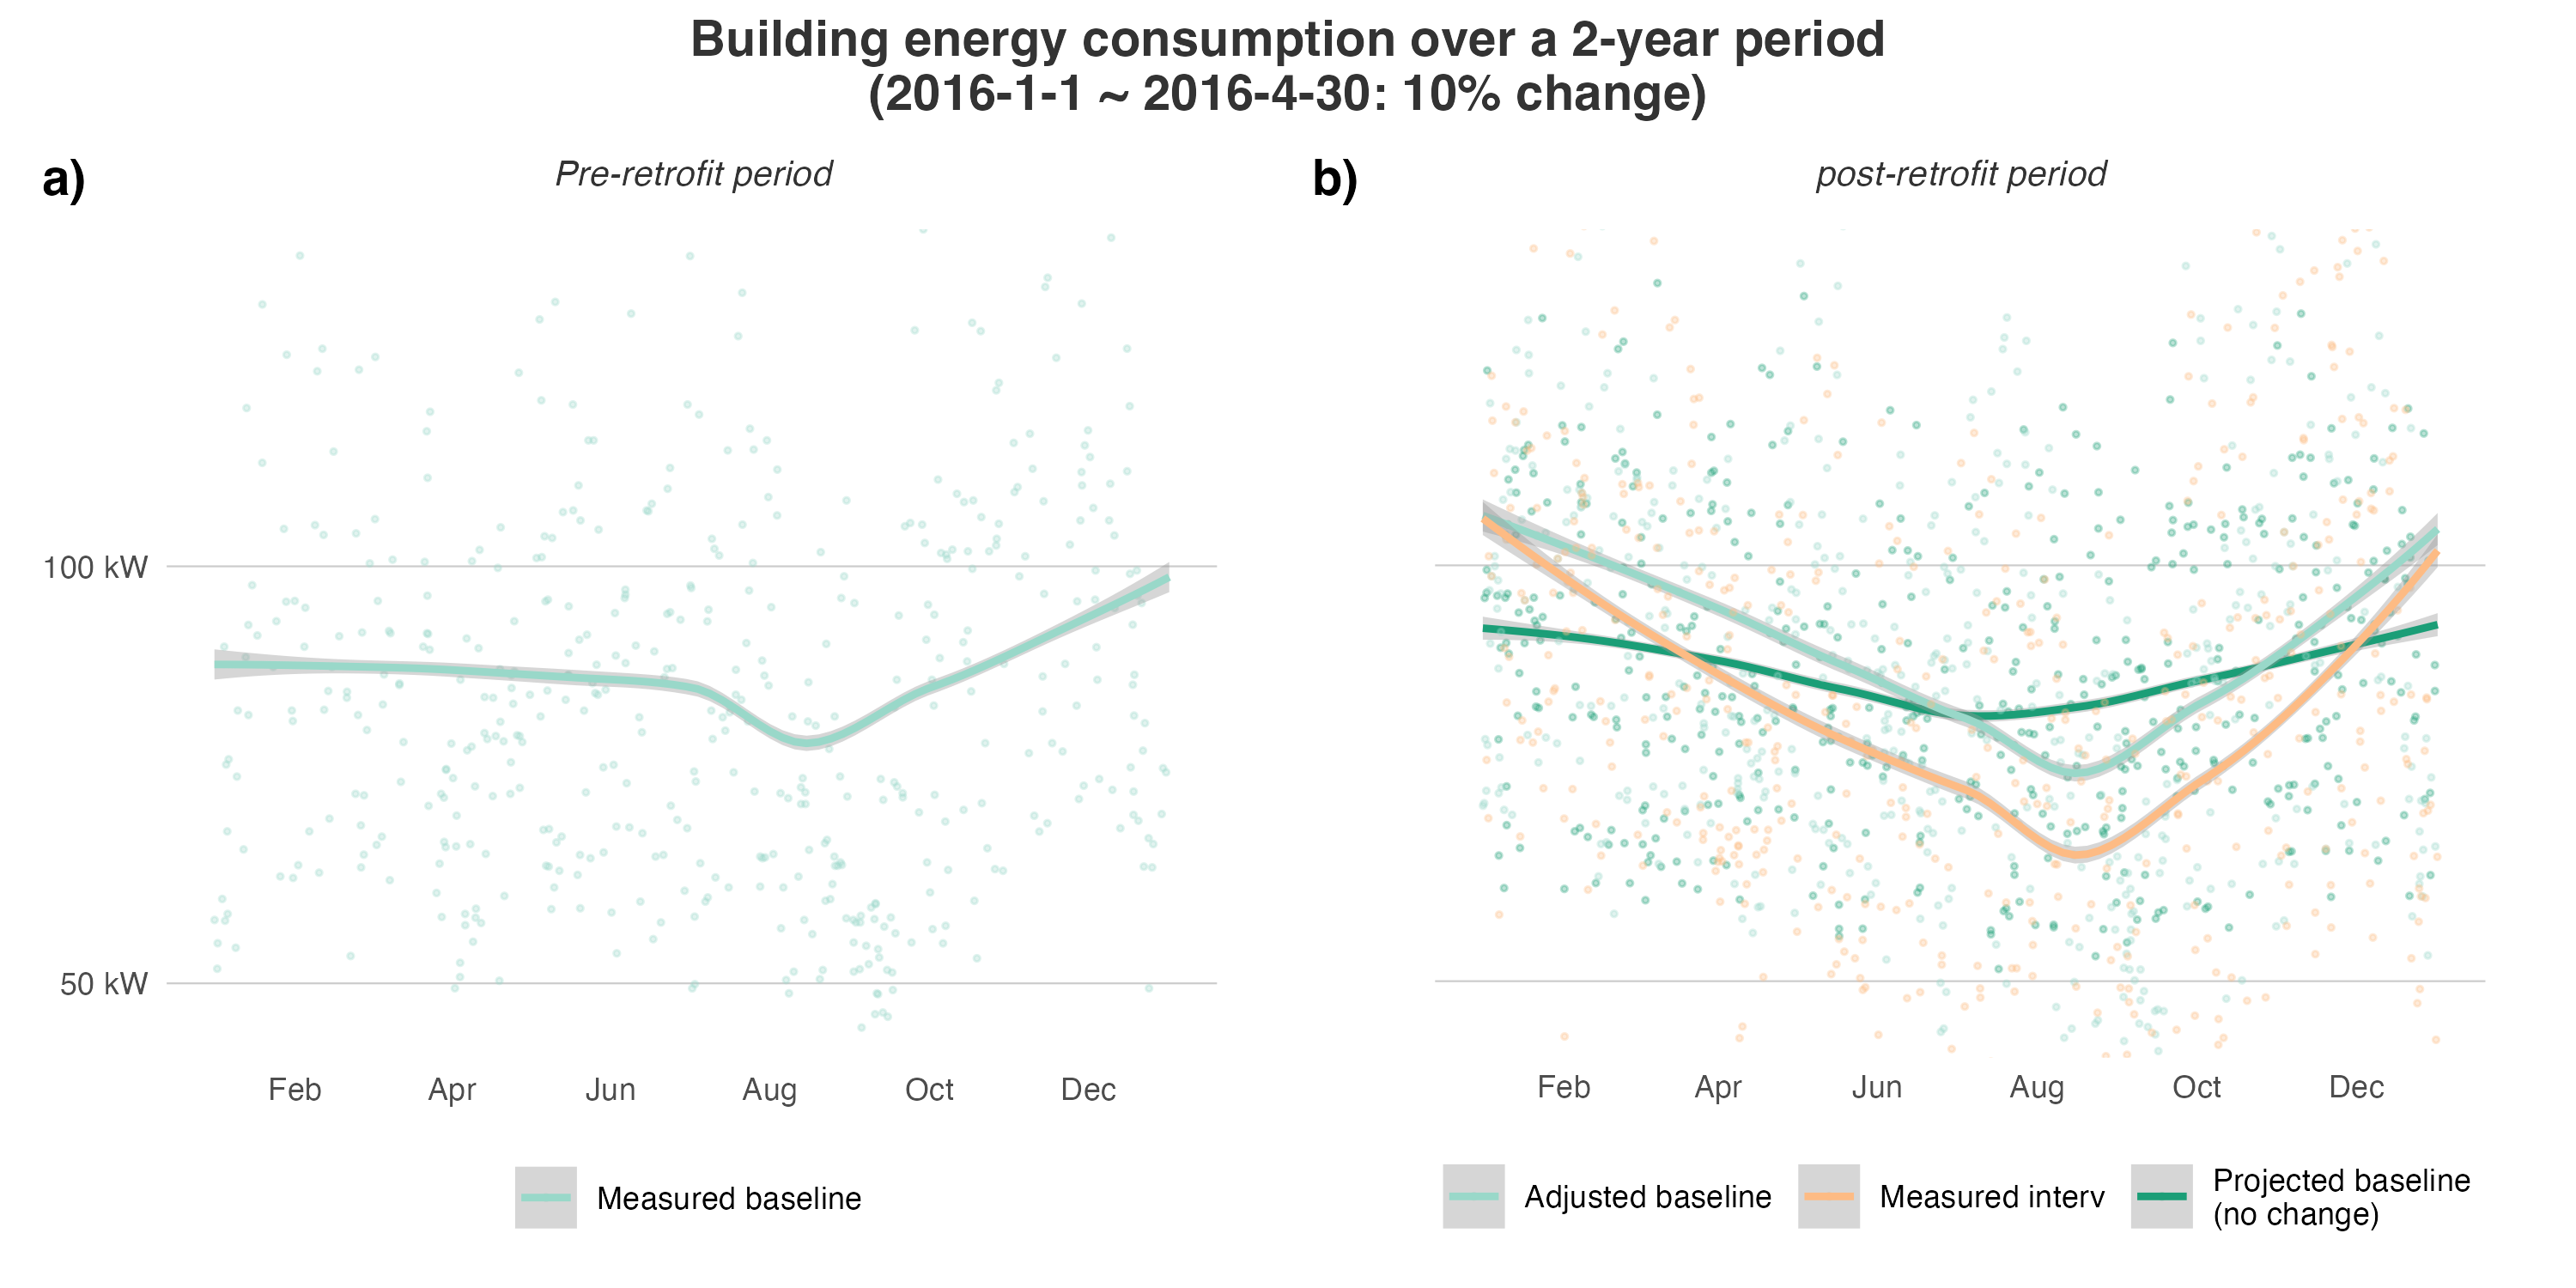 Building energy consumption over a 2-year period
(2016-1-1 ~ 2016-4-30: 10% change)
a)
Pre-retrofit period
100 kW
50 kW
Feb Apr Jun Aug Oct Dec
Measured baseline
b)
post-retrofit period
Feb Apr Jun Aug Oct Dec
Adjusted baseline
Measured interv
Projected baseline
(no change)